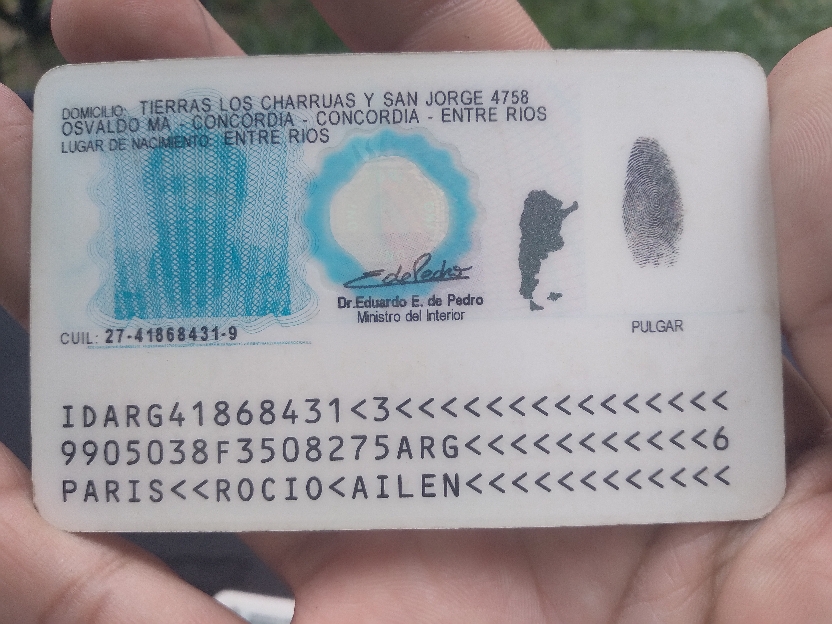 DOMICILIO: TIERRAS LOS CHARRUAS Y SAN JORGE 4758
OSVALDO MA - CONCORDIA - CONCORDIA - ENTRE RIOS
LUGAR DE NACIMIENTO: ENTRE RIOS
Dr.Eduardo E. de Pedro
Ministro del Interior
CUIL: 27-41868431-9
PULGAR
IDARG41868431<3<<<<<<<<<<<<<<<
9905038F3508275ARG<<<<<<<<<<<6
PARIS<<ROCIO<AILEN<<<<<<<<<<<<